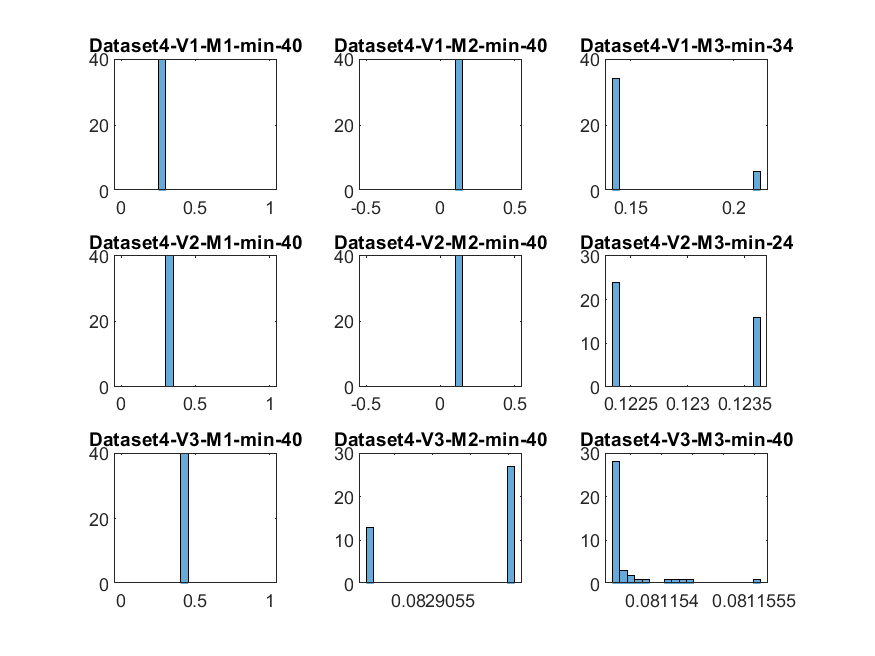 Dataset4-V1-M1-min-40 Dataset4-V1-M2-min-40 Dataset4-V1-M3-min-34
40 40 40
20 20 20
0 0 0
0 0.5 1 -0.5 0 0.5 0.15 0.2
Dataset4-V2-M1-min-40 Dataset4-V2-M2-min-40 Dataset4-V2-M3-min-24
40 40 30
20 20 20
10
0 0 0
0 0.5 1 -0.5 0 0.5 0.1225 0.123 0.1235
Dataset4-V3-M1-min-40 Dataset4-V3-M2-min-40 Dataset4-V3-M3-min-40
40 30 30
20 20 20
10 10
0 0 0
0 0.5 1 0.0829055 0.081154 0.0811555